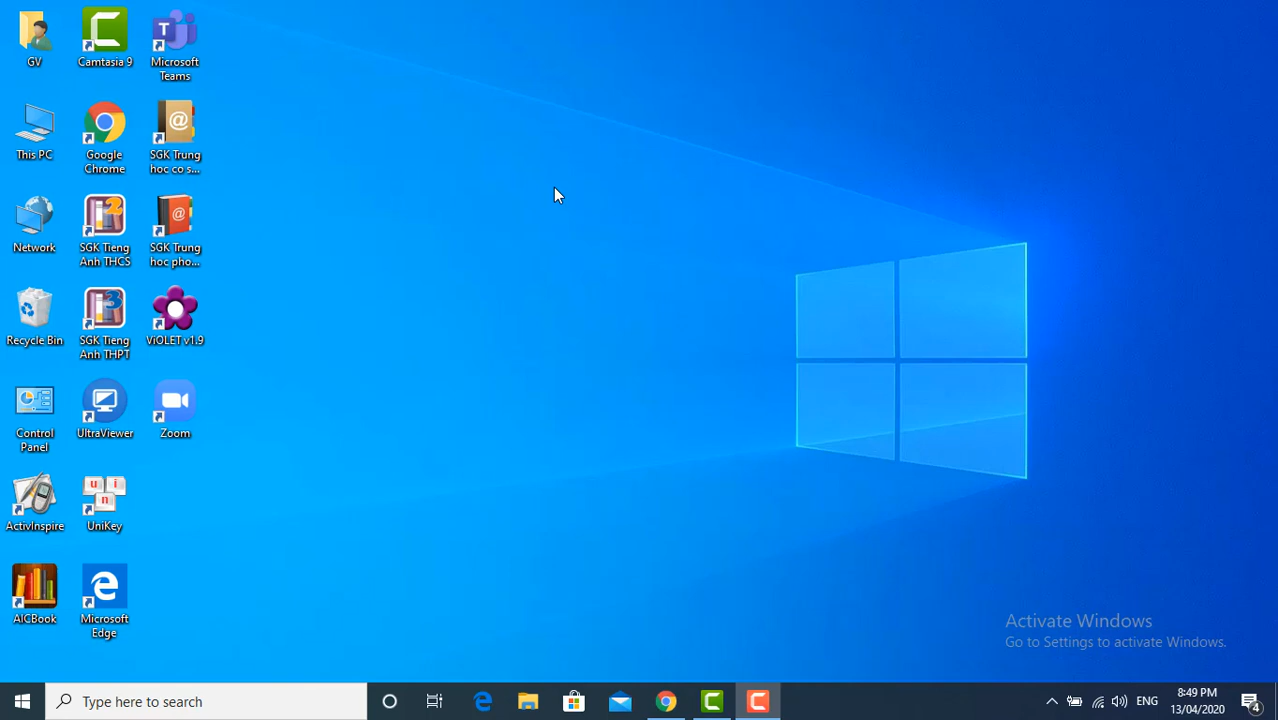 GV
Camtasia 9
Microsoft
Teams
This PC
Google
Chrome
SGK Trung
hoc co s...
Network
SGK Tieng
Anh THCS
SGK Trung
hoc pho...
Recycle Bin
SGK Tieng
Anh THPT
ViOLET v1.9
Control
Panel
UltraViewer
Zoom
ActivInspire
UniKey
AICBook
Microsoft
Edge
Activate Windows
Go to Settings to activate Windows.
Type here to search
ENG
8:49 PM
13/04/2020
4